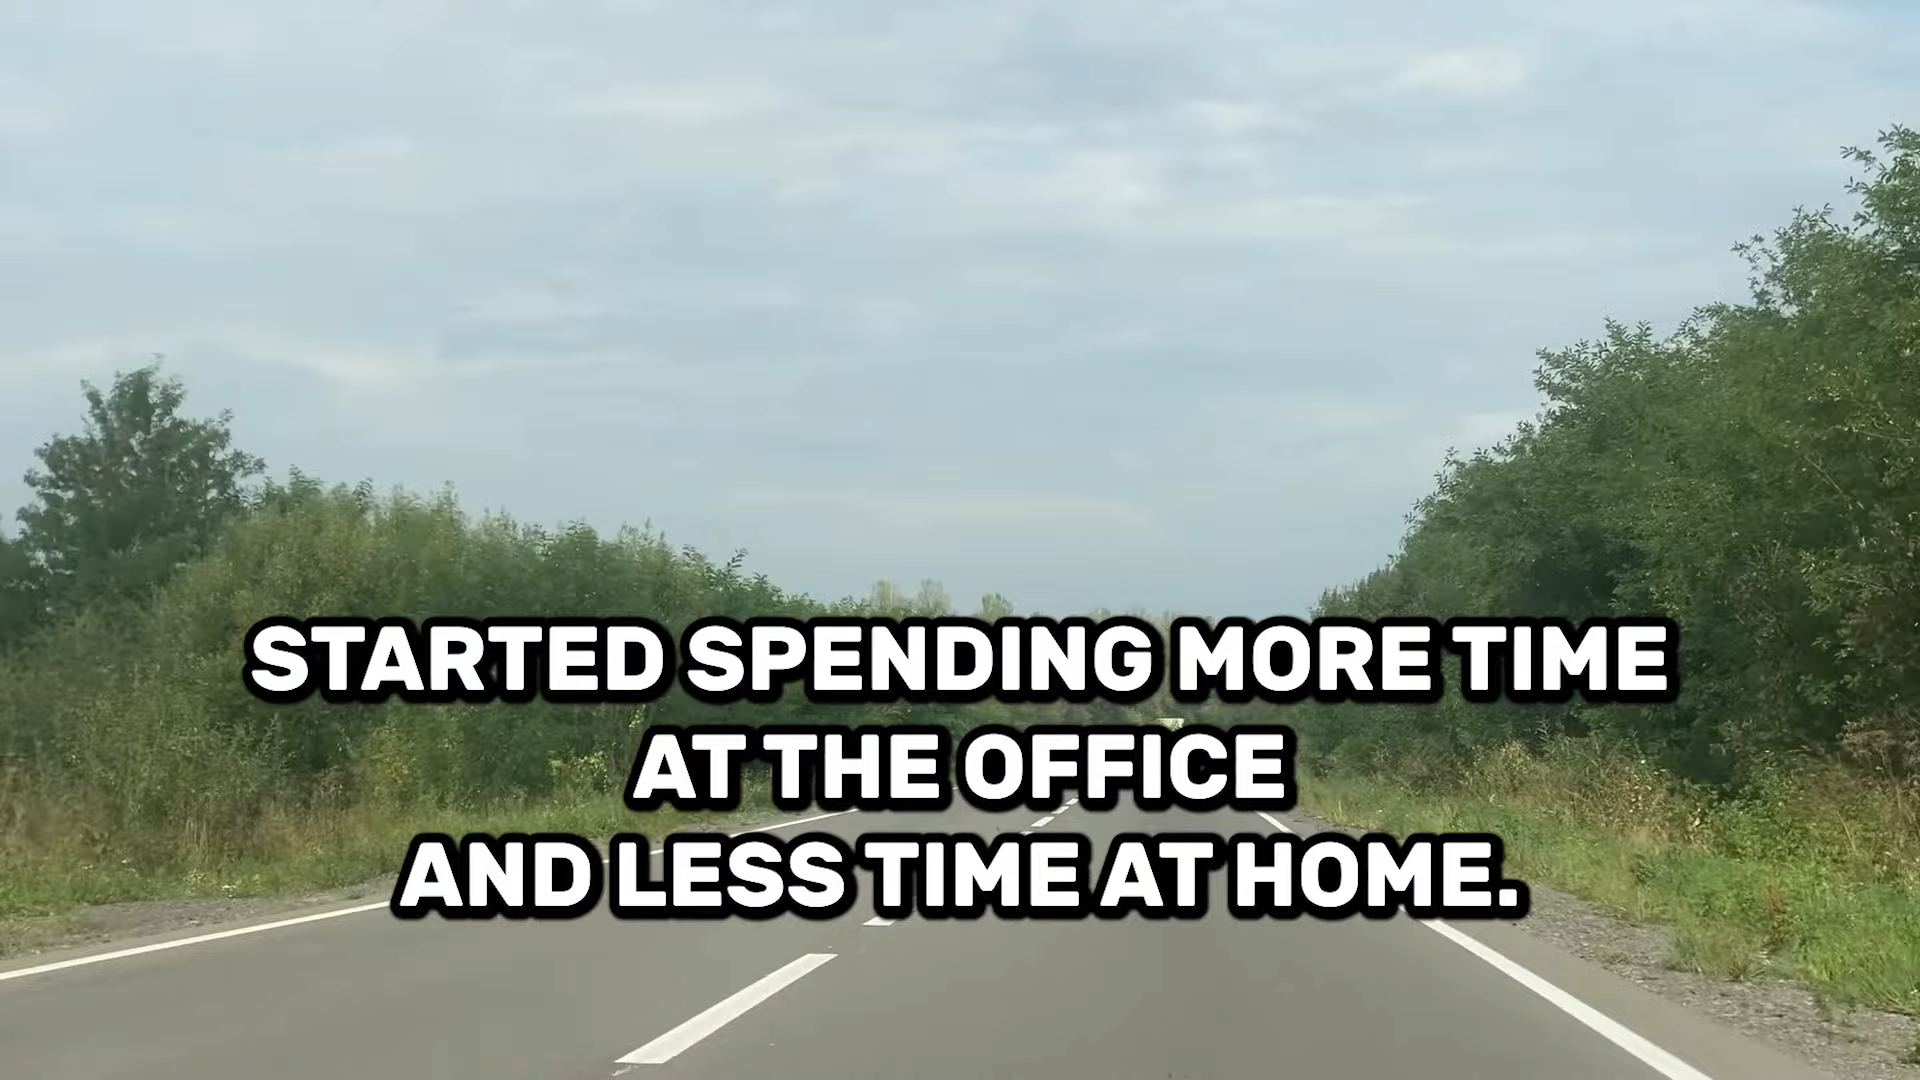 STARTED SPENDING MORE TIME
AT THE OFFICE
AND LESS TIME AT HOME.